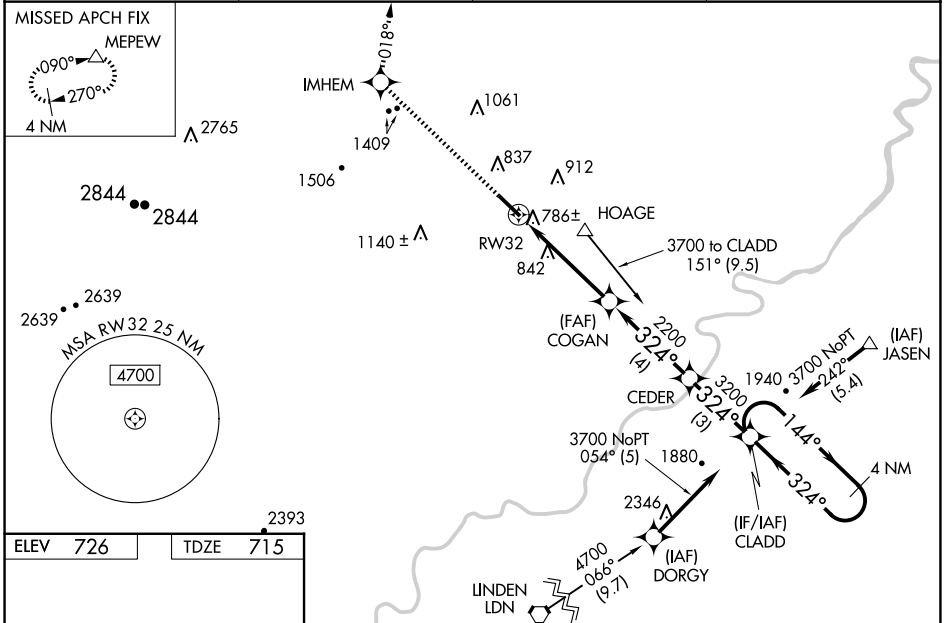 MISSED APCH FIX
MEPEW
090°
270°
4 NM
018°
IMHEM
1061
2765
1409
837
912
1506
2844
2844
786±
HOAGE
1140 ±
RW32
842
3700 to CLADD
151° (9.5)
2639
2639
(FAF)
COGAN
2200
324°
(4)
MSA RW32 25 NM
4700
CEDER
3200
324°
(3)
1940
3700 NoPT
242°
(5.4)
(IAF)
JASEN
3700 NoPT
054° (5)
1880
144°
324°
4 NM
2346
(IF/IAF)
CLADD
2393
ELEV 726
TDZE 715
4700
066°
(9.7)
(IAF)
DORGY
LINDEN
LDN